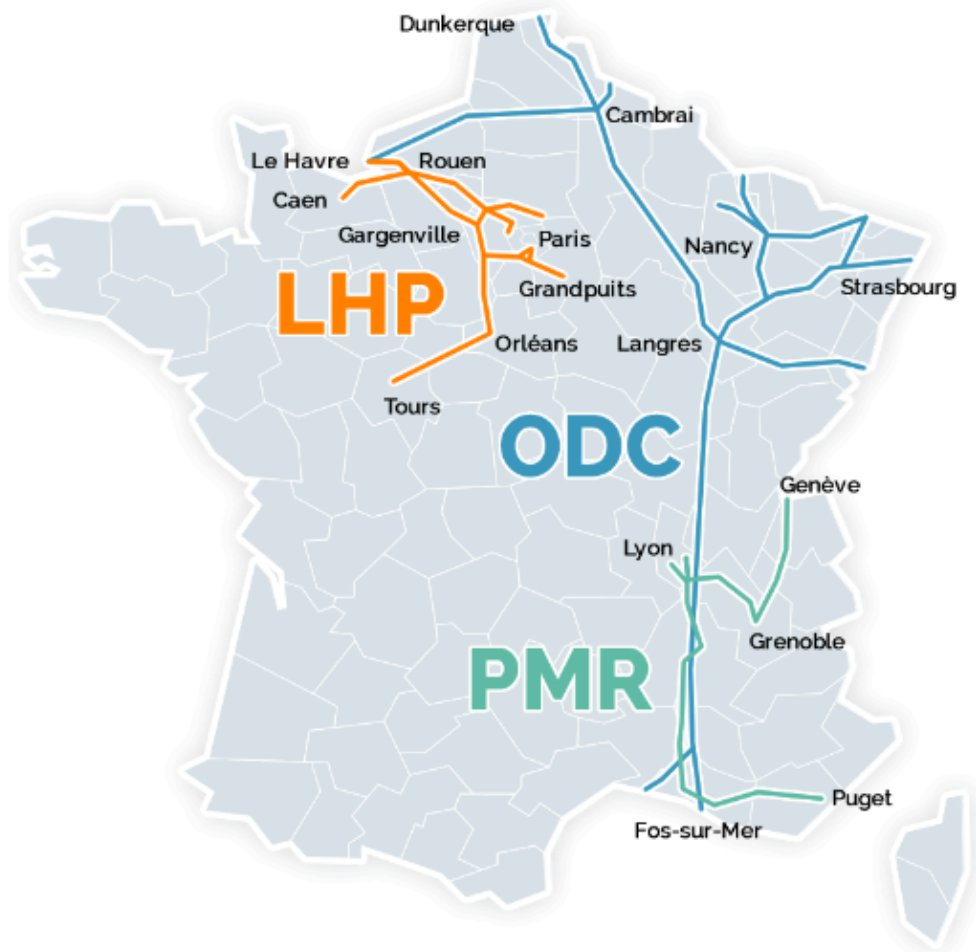 Dunkerque
Cambrai
Le Havre
Rouen
Caen
Gargenville
Paris
Nancy
LHP
Grandpuits
Strasbourg
Orléans
Langres
Tours
ODC
Genève
Lyon
Grenoble
PMR
Puget
Fos-sur-Mer